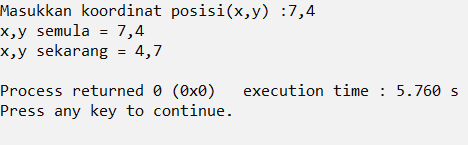 Masukkan koordinat posisi(x,y) :7,4
x,y semula = 7,4
x,y sekarang = 4,7
Process returned 0 (0x0)   execution time : 5.760 s
Press any key to continue.